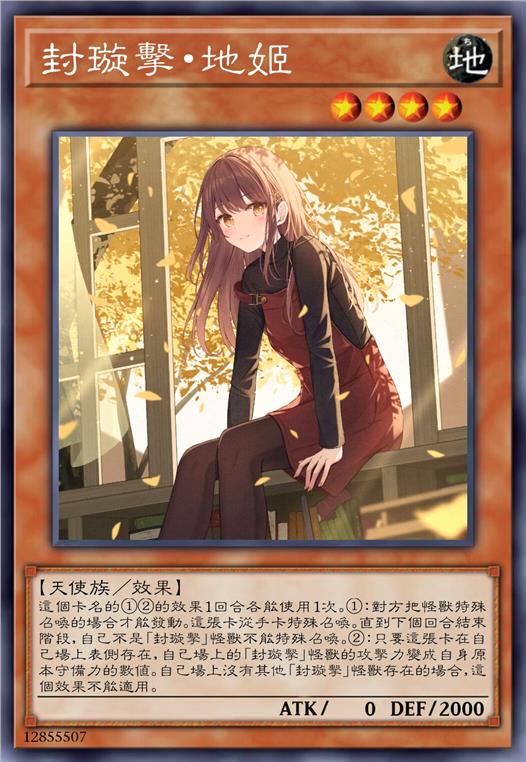 封璇擊・地姬
ち
地
【天使族／效果】
這個卡名的①②的效果1回合各能使用1次。①：對方把怪獸特殊
召喚的場合才能發動。這張卡從手卡特殊召喚。直到下個回合結束
階段，自己不是「封璇擊」怪獸不能特殊召喚。②：只要這張卡在自
己場上表側存在，自己場上的「封璇擊」怪獸的攻擊力變成自身原
本守備力的數值。自己場上沒有其他「封璇擊」怪獸存在的場合，這
個效果不能適用。
ATK/ 0 DEF/2000
12855507